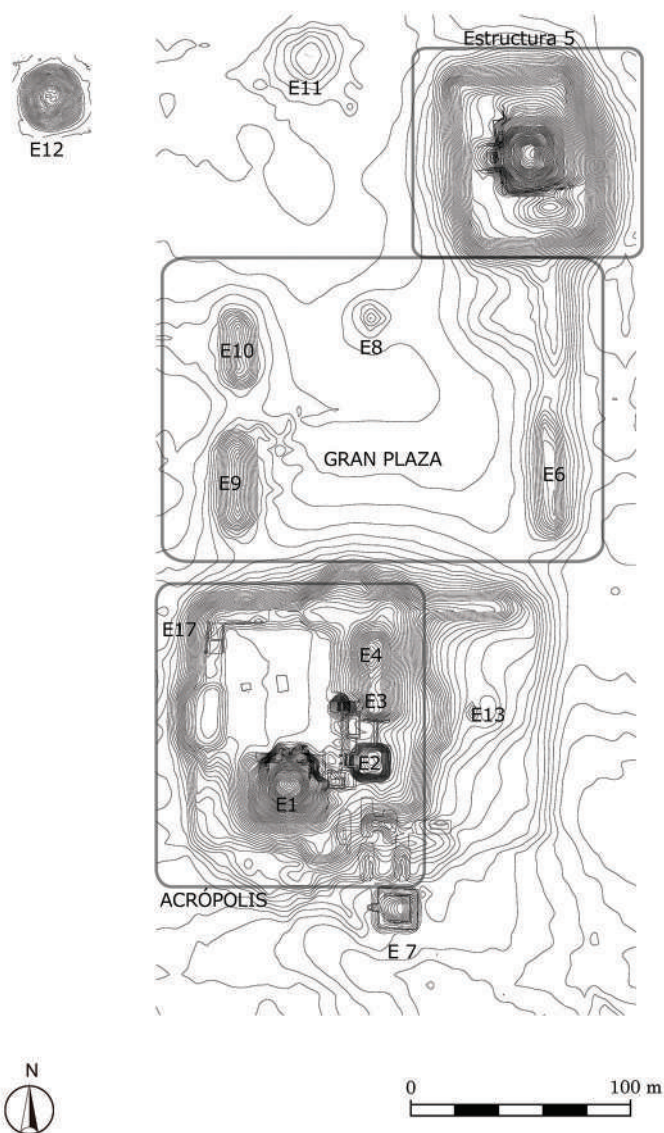 Estructura 5
E11
E12
E10
E8
GRAN PLAZA
E9
E6
E17
E4
E3
E13
E2
E1
ACRÓPOLIS
E 7
N
0 100 m